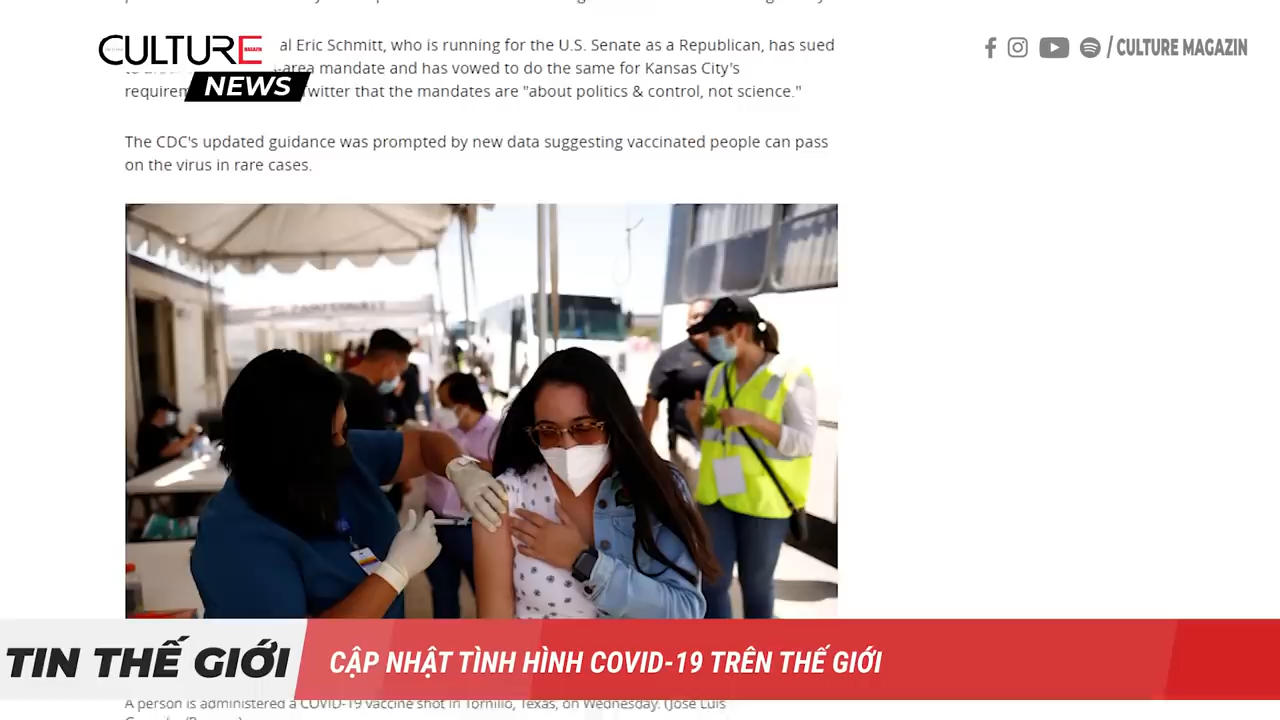 CULTURE
MAGAZIN
NEWS
/ CULTURE MAGAZIN
al Eric Schmitt, who is running for the U.S. Senate as a Republican, has sued
area mandate and has vowed to do the same for Kansas City's
requirem witter that the mandates are "about politics & control, not science."
The CDC's updated guidance was prompted by new data suggesting vaccinated people can pass
on the virus in rare cases.
TIN THẾ GIỚI
CẬP NHẬT TÌNH HÌNH COVID-19 TRÊN THẾ GIỚI
A person is administered a COVID-19 vaccine shot in Tornillo, Texas, on Wednesday. (Jose Luis